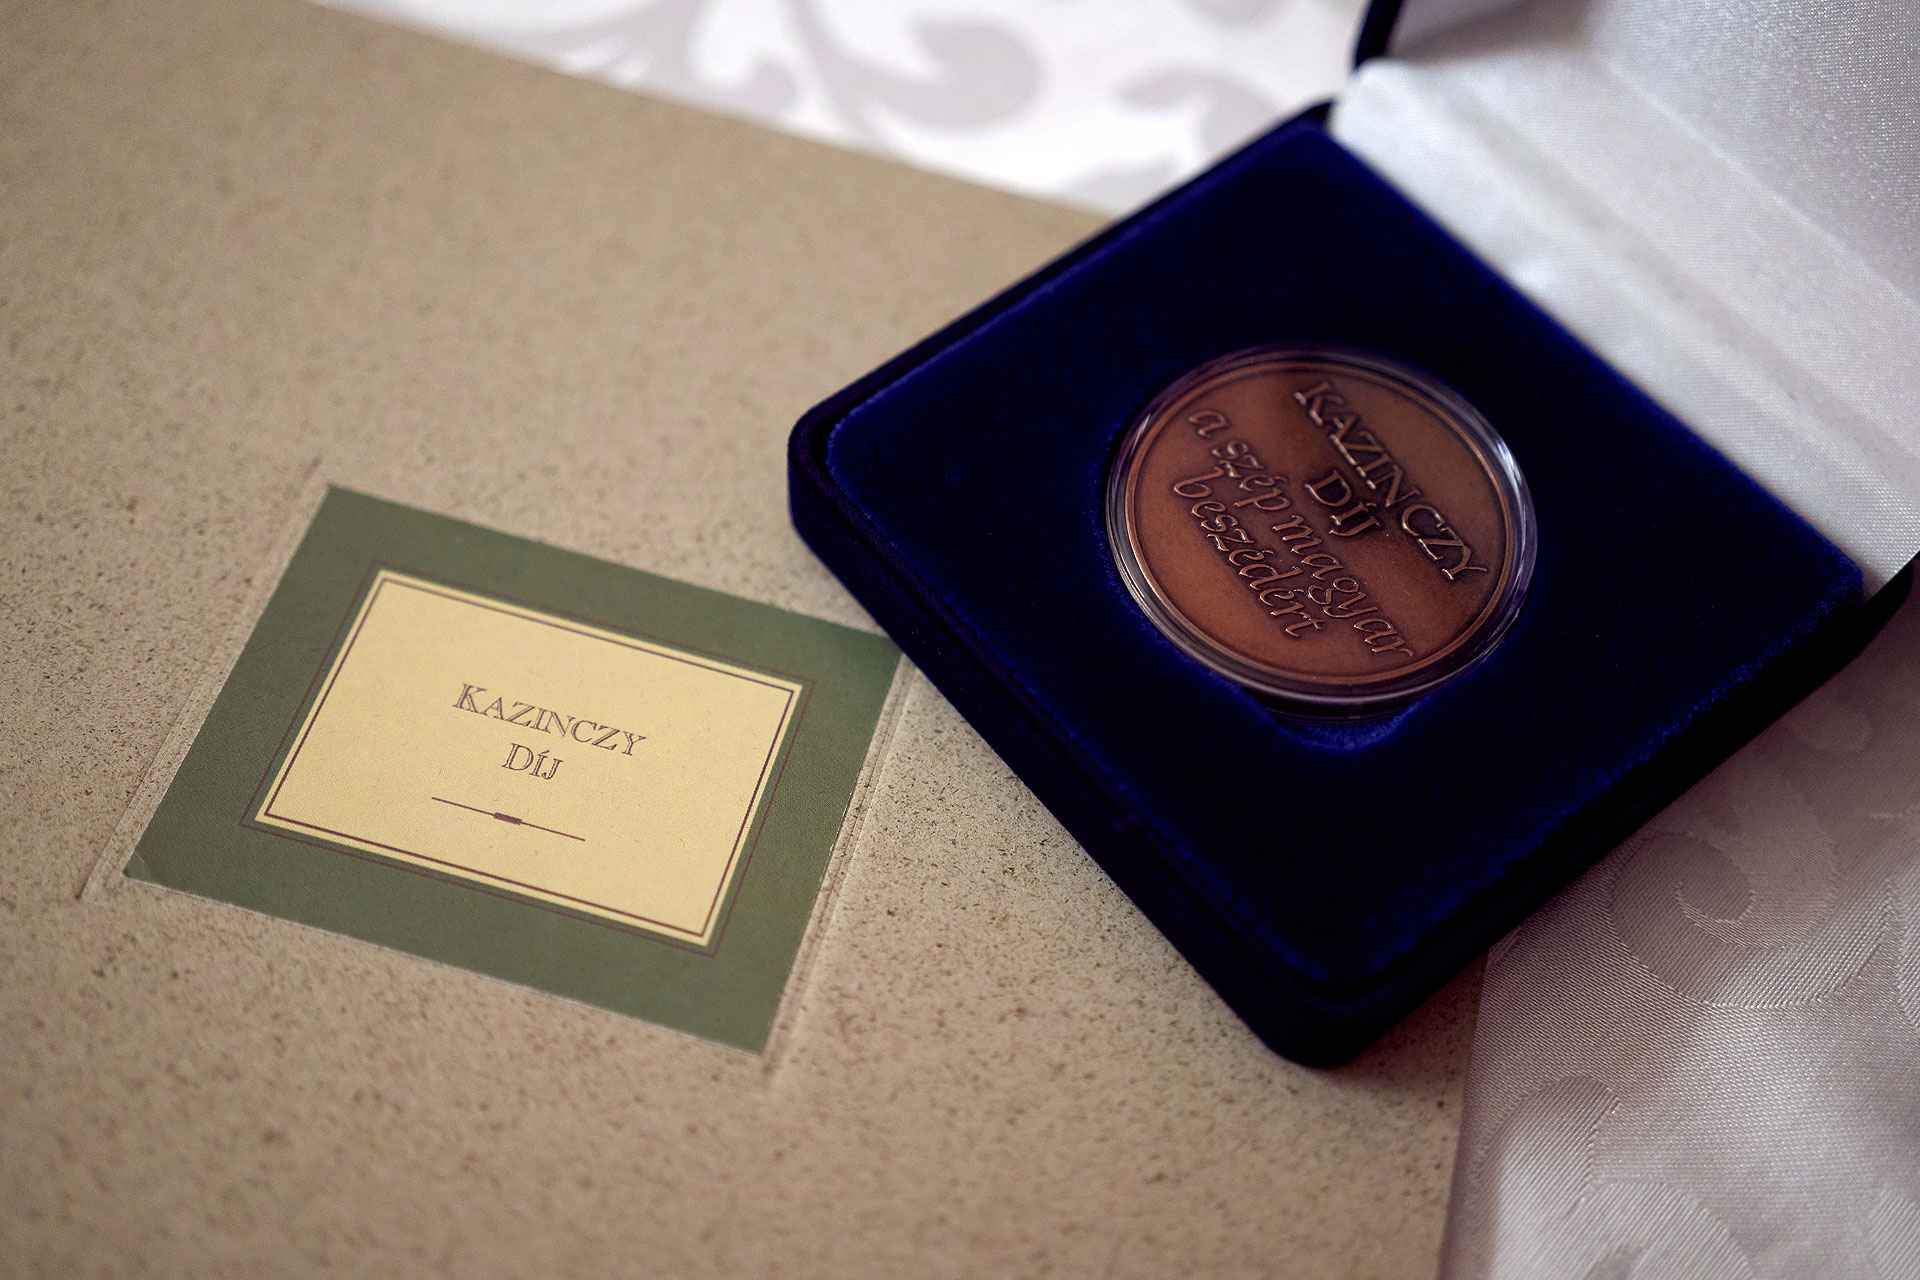 KAZINCZY
DÍJ
KAZINCZY
DÍJ
a szép magyar
beszédért